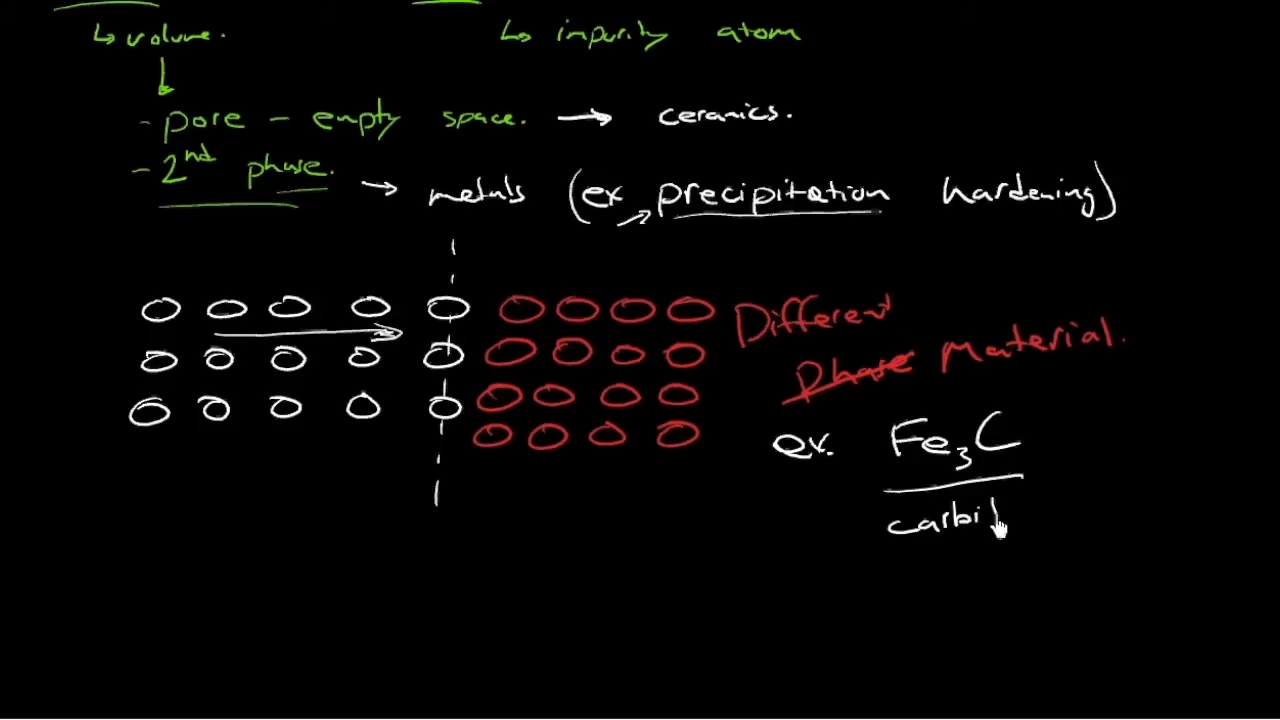 ↳ volume.
↳ impurity atom
- pore - empty space. → ceramics.
- 2nd phase. → metals (ex precipitation hardening)
Different
Phase Material.
ex. Fe3C
carbi